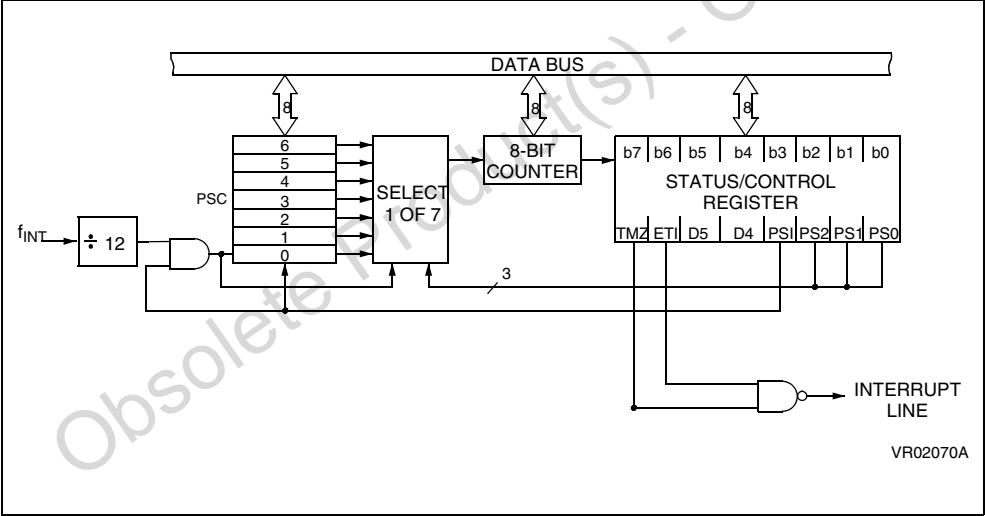 DATA BUS
8
8
8
6
5
4
3
2
1
0
PSC
SELECT
1 OF 7
8-BIT
COUNTER
b7 b6 b5 b4 b3 b2 b1 b0
STATUS/CONTROL
REGISTER
TMZ ETI D5 D4 PSI PS2 PS1 PS0
fINT
÷ 12
3
INTERRUPT
LINE
VR02070A
Obsolete Product(s) - O